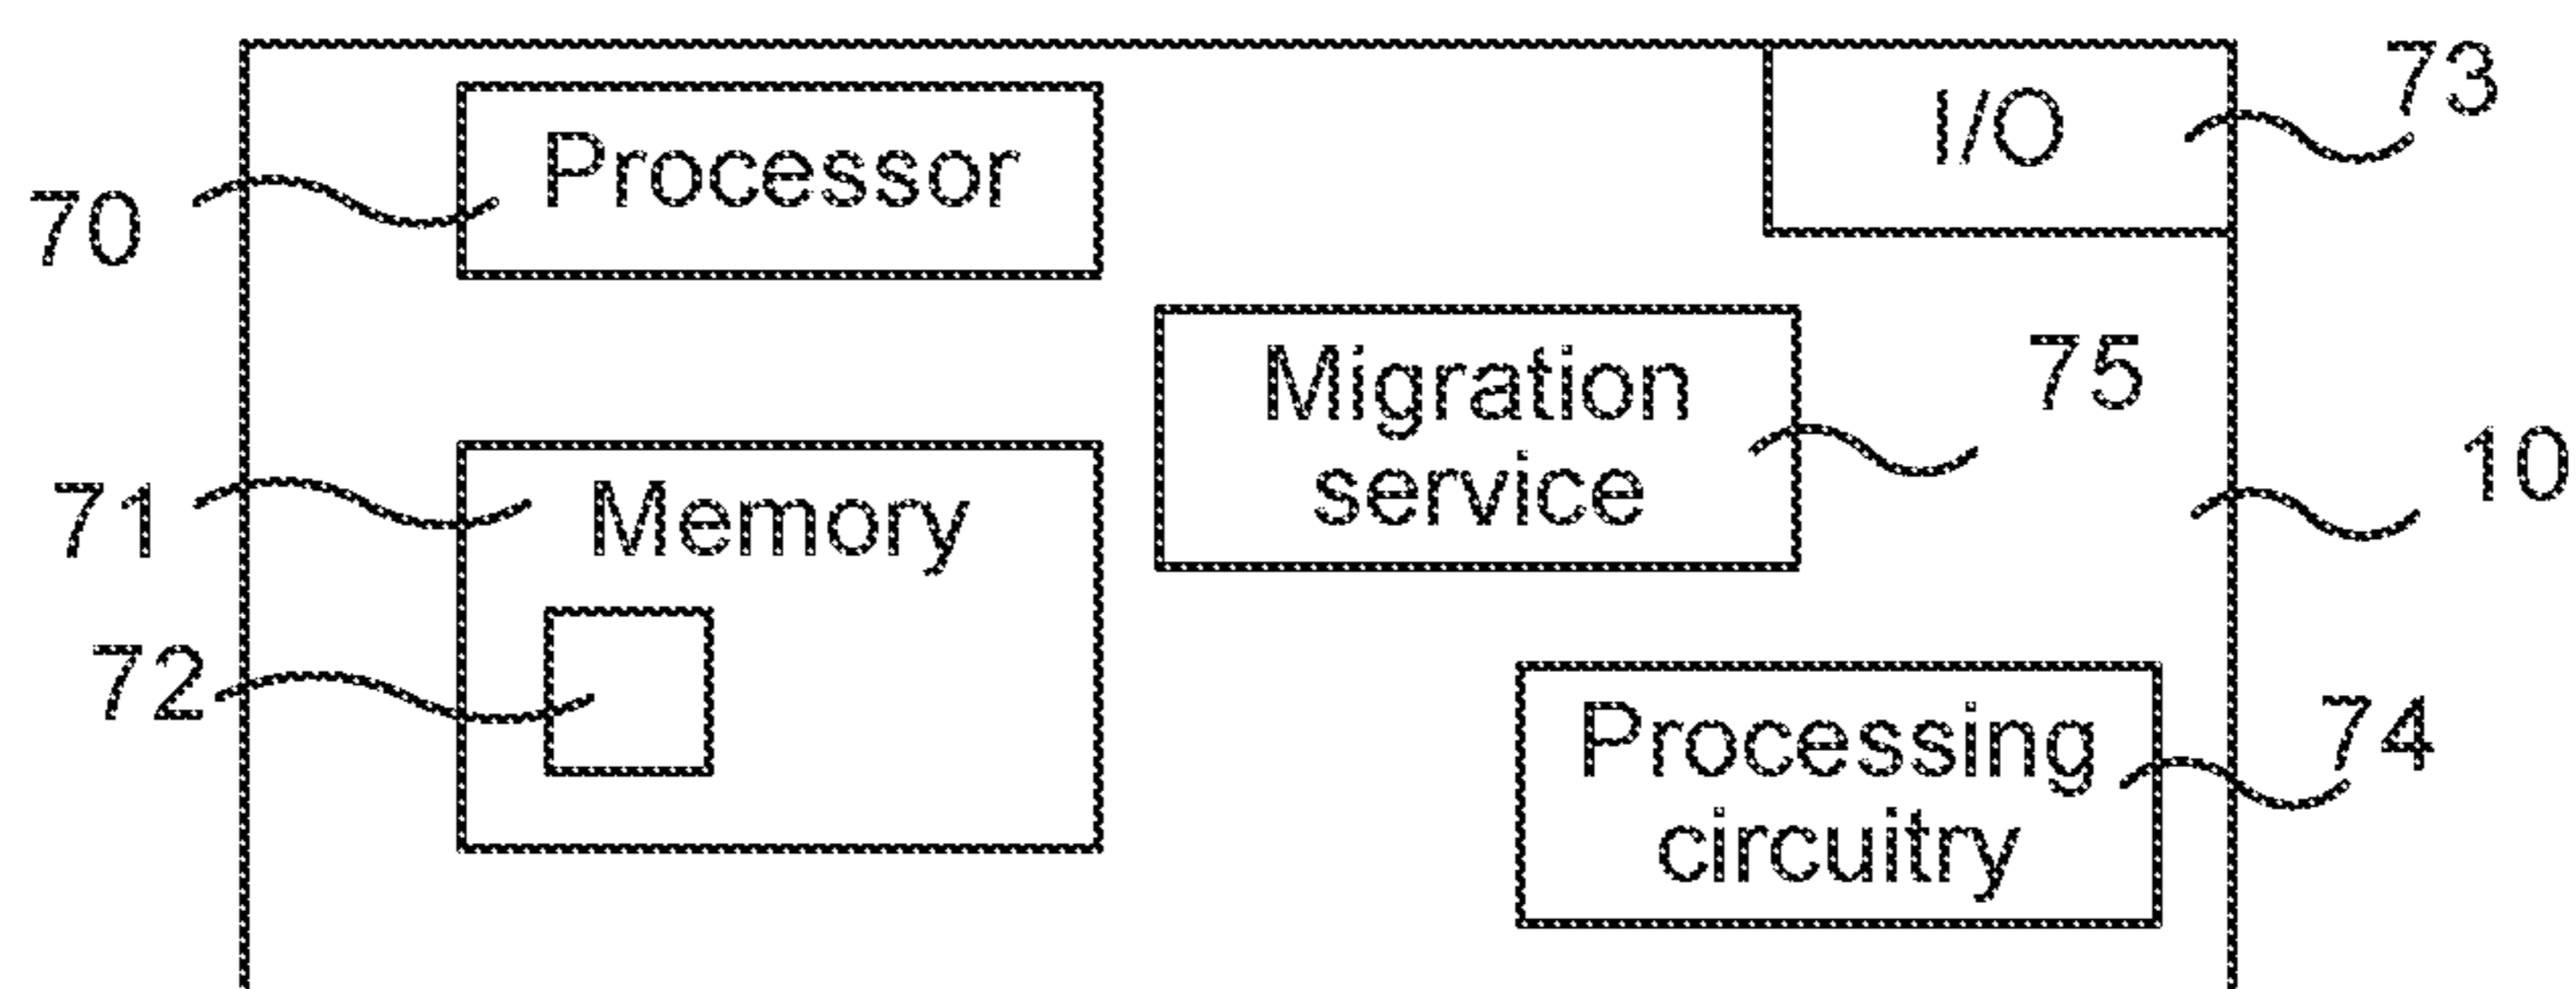 Processor
I/O
73
70
Migration
service
75
71
Memory
10
72
Processing
circuitry
74